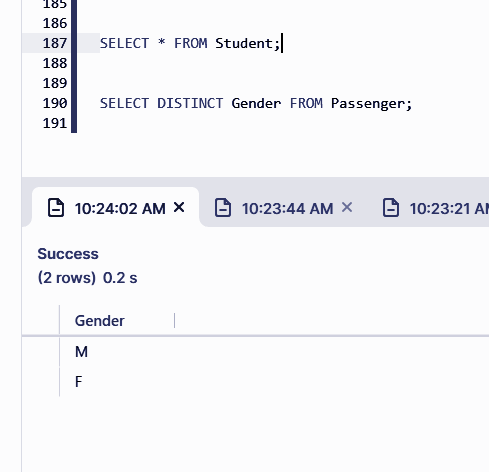 185
186
187 SELECT * FROM Student;
188
189
190 SELECT DISTINCT Gender FROM Passenger;
191
10:24:02 AM × 10:23:44 AM × 10:23:21 AM
Success
(2 rows) 0.2 s
Gender
M
F